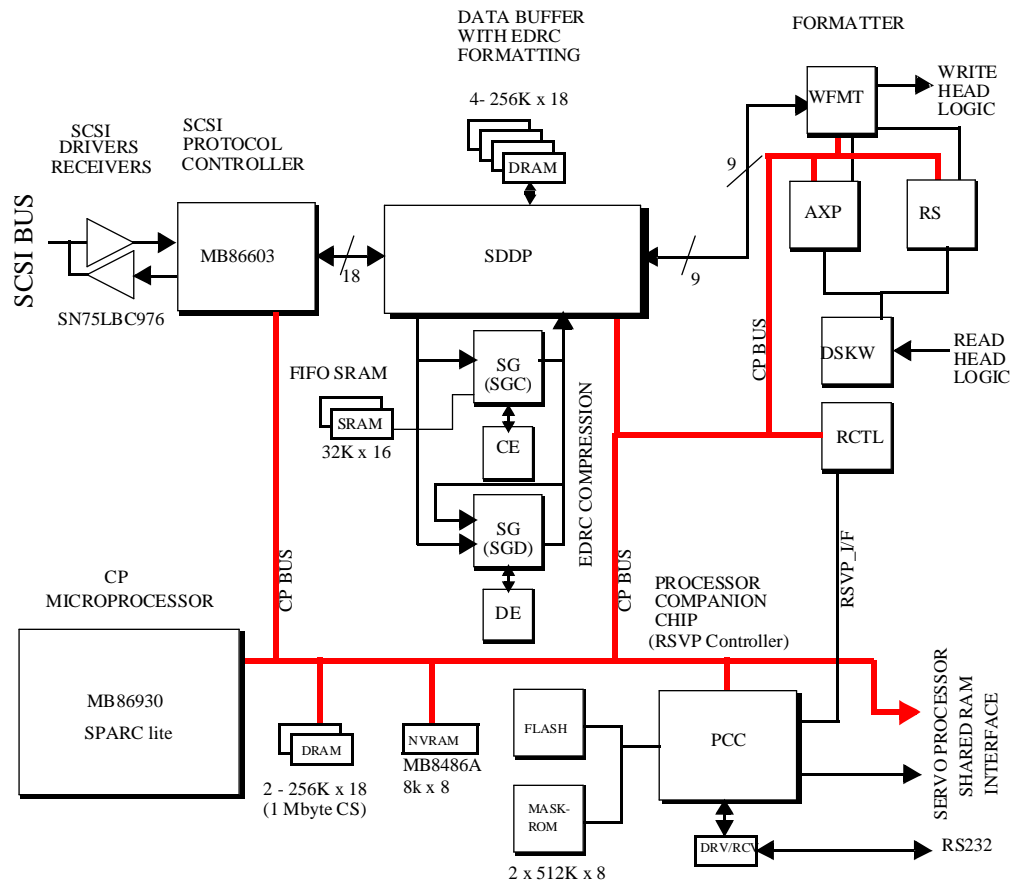 DATA BUFFER
WITH EDRC
FORMATTING
4- 256K x 18
DRAM
FORMATTER
WFMT
WRITE
HEAD
LOGIC
SCSI
DRIVERS
RECEIVERS
SCSI
PROTOCOL
CONTROLLER
9
AXP
RS
SCSI BUS
MB86603
18
SDDP
9
SN75LBC976
DSKW
READ
HEAD
LOGIC
CP BUS
FIFO SRAM
SRAM
32K x 16
SG
(SGC)
CE
EDRC COMPRESSION
RCTL
SG
(SGD)
DE
CP BUS
CP BUS
RSVP_I/F
CP
MICROPROCESSOR
PROCESSOR
COMPANION
CHIP
(RSVP Controller)
MB86930
SPARC lite
DRAM
2 - 256K x 18
(1 Mbyte CS)
NVRAM
MB8486A
8k x 8
FLASH
MASK-
ROM
2 x 512K x 8
PCC
DRV/RCV
SERVO PROCESSOR
SHARED RAM
INTERFACE
RS232